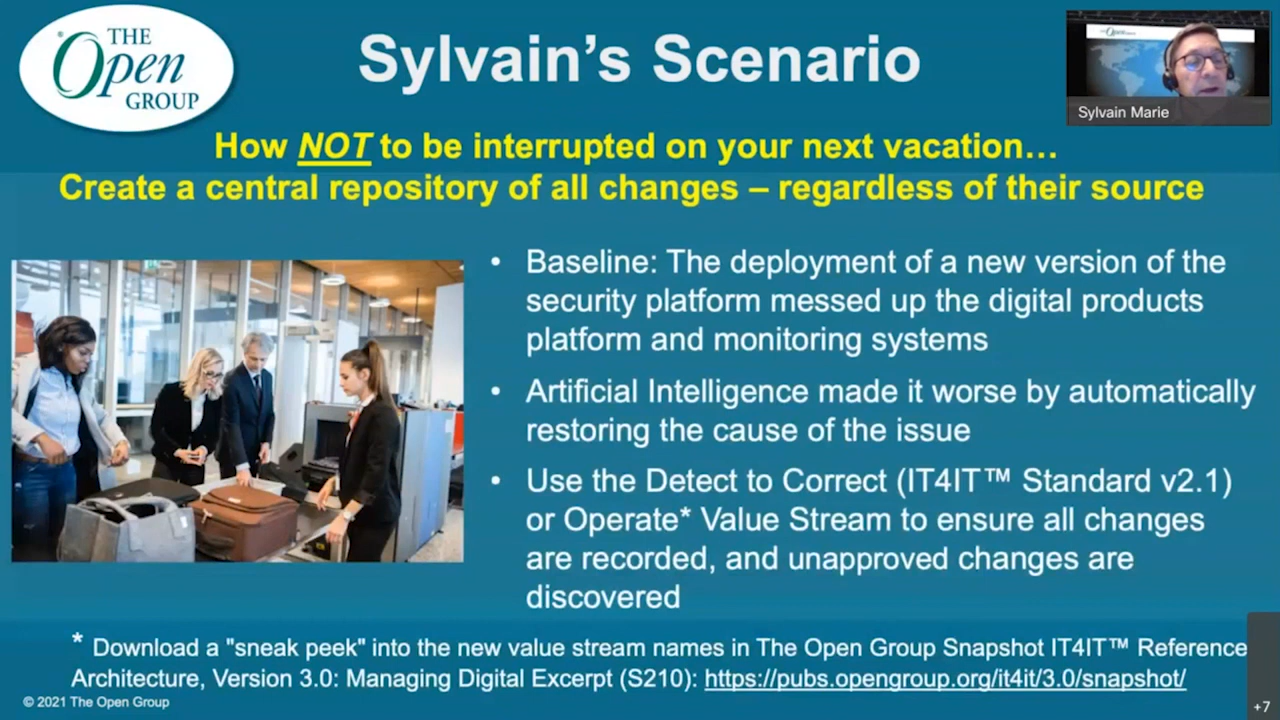 THE
Open
GROUP
Sylvain’s Scenario
Sylvain Marie
How NOT to be interrupted on your next vacation…
Create a central repository of all changes – regardless of their source
• Baseline: The deployment of a new version of the
security platform messed up the digital products
platform and monitoring systems
• Artificial Intelligence made it worse by automatically
restoring the cause of the issue
• Use the Detect to Correct (IT4IT™ Standard v2.1)
or Operate* Value Stream to ensure all changes
are recorded, and unapproved changes are
discovered
* Download a "sneak peek" into the new value stream names in The Open Group Snapshot IT4IT™ Reference
Architecture, Version 3.0: Managing Digital Excerpt (S210): https://pubs.opengroup.org/it4it/3.0/snapshot/
© 2021 The Open Group
+7